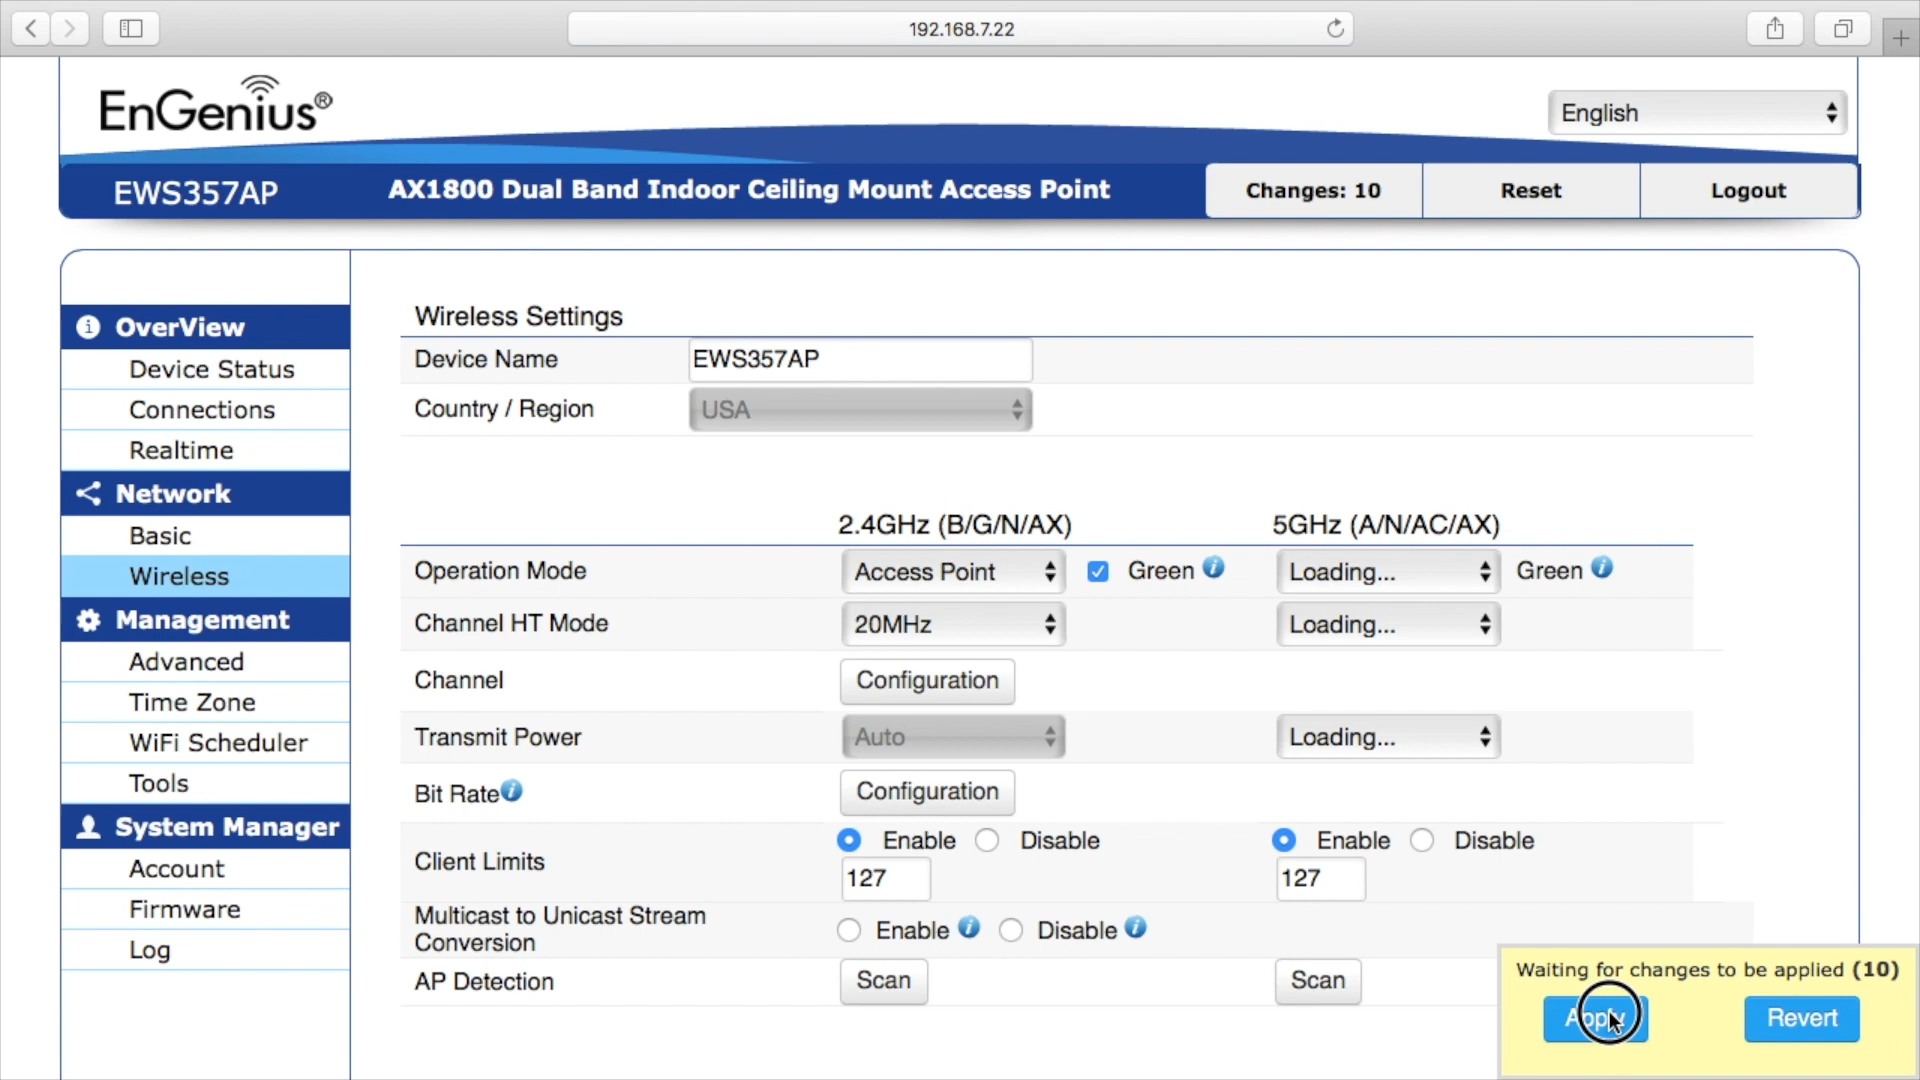 192.168.7.22
EnGenius®
English
EWS357AP AX1800 Dual Band Indoor Ceiling Mount Access Point Changes: 10 Reset Logout
OverView
Device Status
Connections
Realtime
Network
Basic
Wireless
Management
Advanced
Time Zone
WiFi Scheduler
Tools
System Manager
Account
Firmware
Log
Wireless Settings
Device Name EWS357AP
Country / Region USA
2.4GHz (B/G/N/AX) 5GHz (A/N/AC/AX)
Operation Mode Access Point Green Loading... Green
Channel HT Mode 20MHz Loading...
Channel Configuration
Transmit Power Auto Loading...
Bit Rate Configuration
Client Limits Enable Disable Enable Disable
127 127
Multicast to Unicast Stream
Conversion Enable Disable
AP Detection Scan Scan
Waiting for changes to be applied (10)
Apply Revert